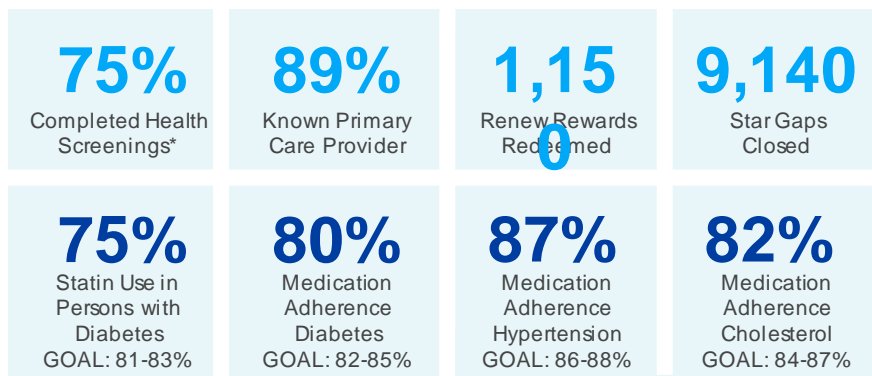 75%
Completed Health
Screenings*
89%
Known Primary
Care Provider
1,15
0
Renew Rewards
Redeemed
9,140
Star Gaps
Closed
75%
Statin Use in
Persons with
Diabetes
GOAL: 81-83%
80%
Medication
Adherence
Diabetes
GOAL: 82-85%
87%
Medication
Adherence
Hypertension
GOAL: 86-88%
82%
Medication
Adherence
Cholesterol
GOAL: 84-87%